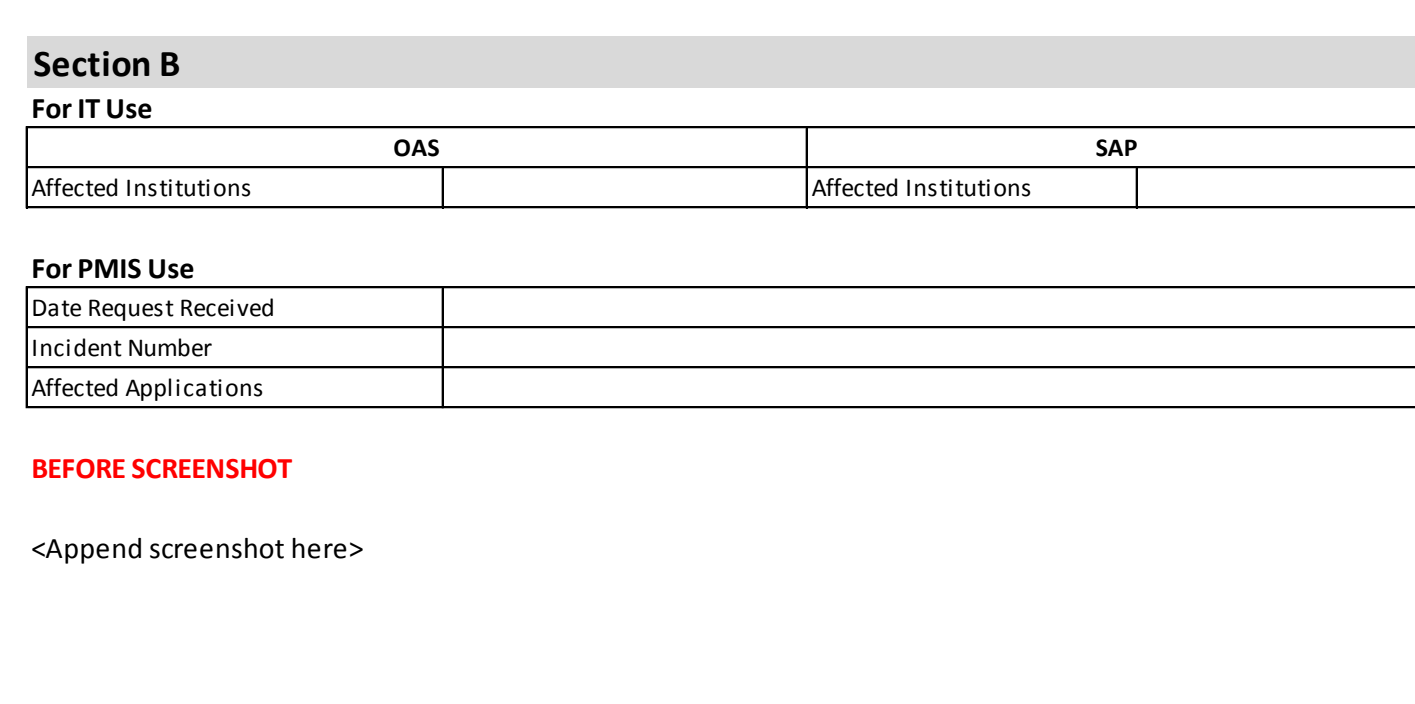 Section B
For IT Use
OAS SAP
Affected Institutions Affected Institutions
For PMIS Use
Date Request Received
Incident Number
Affected Applications
BEFORE SCREENSHOT
<Append screenshot here>